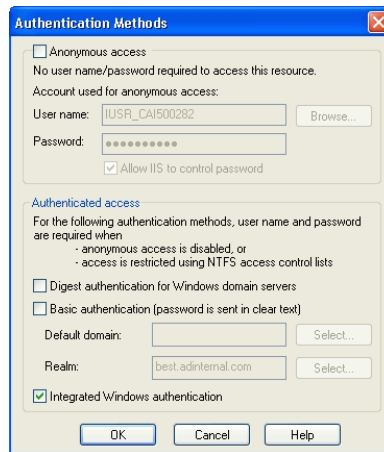 Authentication Methods
Anonymous access
No user name/password required to access this resource.
Account used for anonymous access:
User name: IUSR_CAI500282 Browse...
Password: ••••••••••
Allow IIS to control password
Authenticated access
For the following authentication methods, user name and password
are required when
- anonymous access is disabled, or
- access is restricted using NTFS access control lists
Digest authentication for Windows domain servers
Basic authentication (password is sent in clear text)
Default domain: Select...
Realm: best.adinternal.com Select...
Integrated Windows authentication
OK Cancel Help